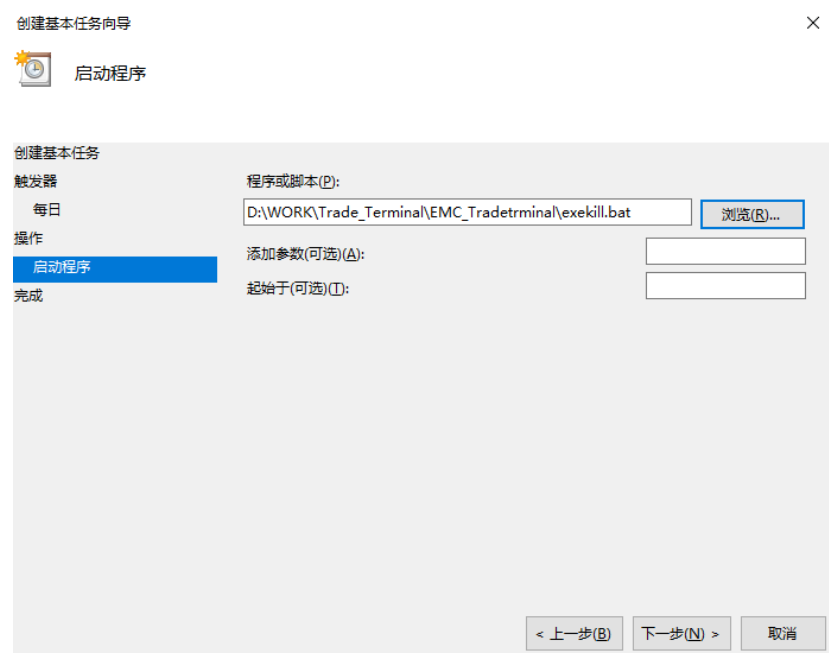 创建基本任务向导
启动程序
创建基本任务
触发器
每日
操作
启动程序
完成
程序或脚本(P):
D:\WORK\Trade_Terminal\EMC_Tradetrminal\exekill.bat
浏览(R)...
添加参数(可选)(A):
起始于(可选)(T):
< 上一步(B)
下一步(N) >
取消